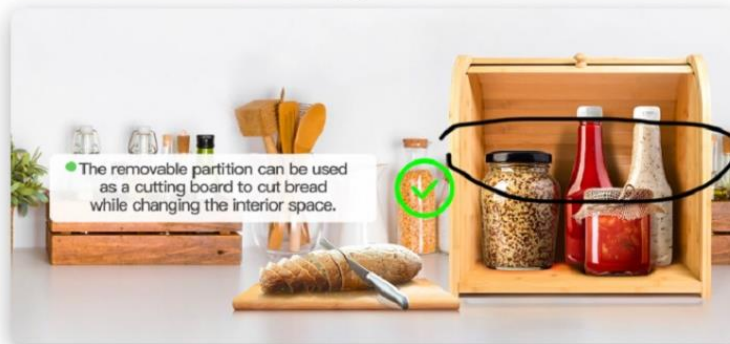 The removable partition can be used
as a cutting board to cut bread
while changing the interior space.